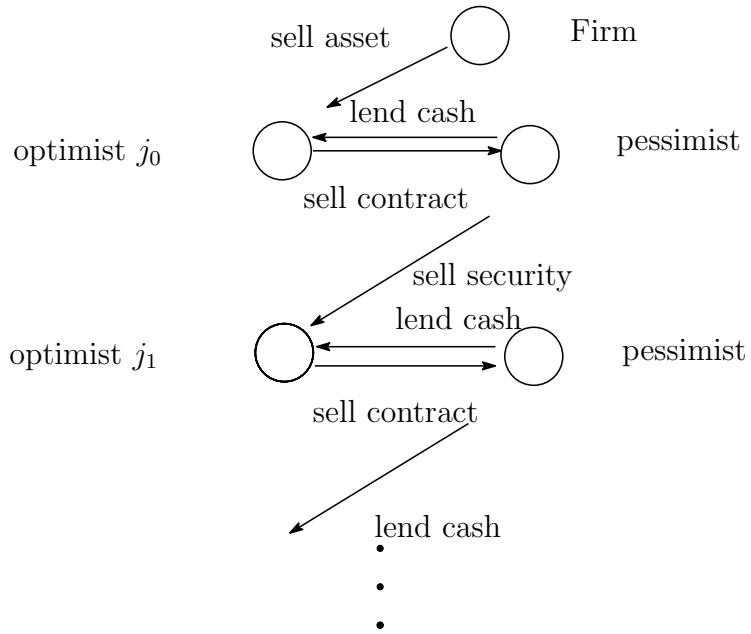 sell asset
Firm
lend cash
optimist j₀
pessimist
sell contract
sell security
lend cash
optimist j₁
pessimist
sell contract
lend cash